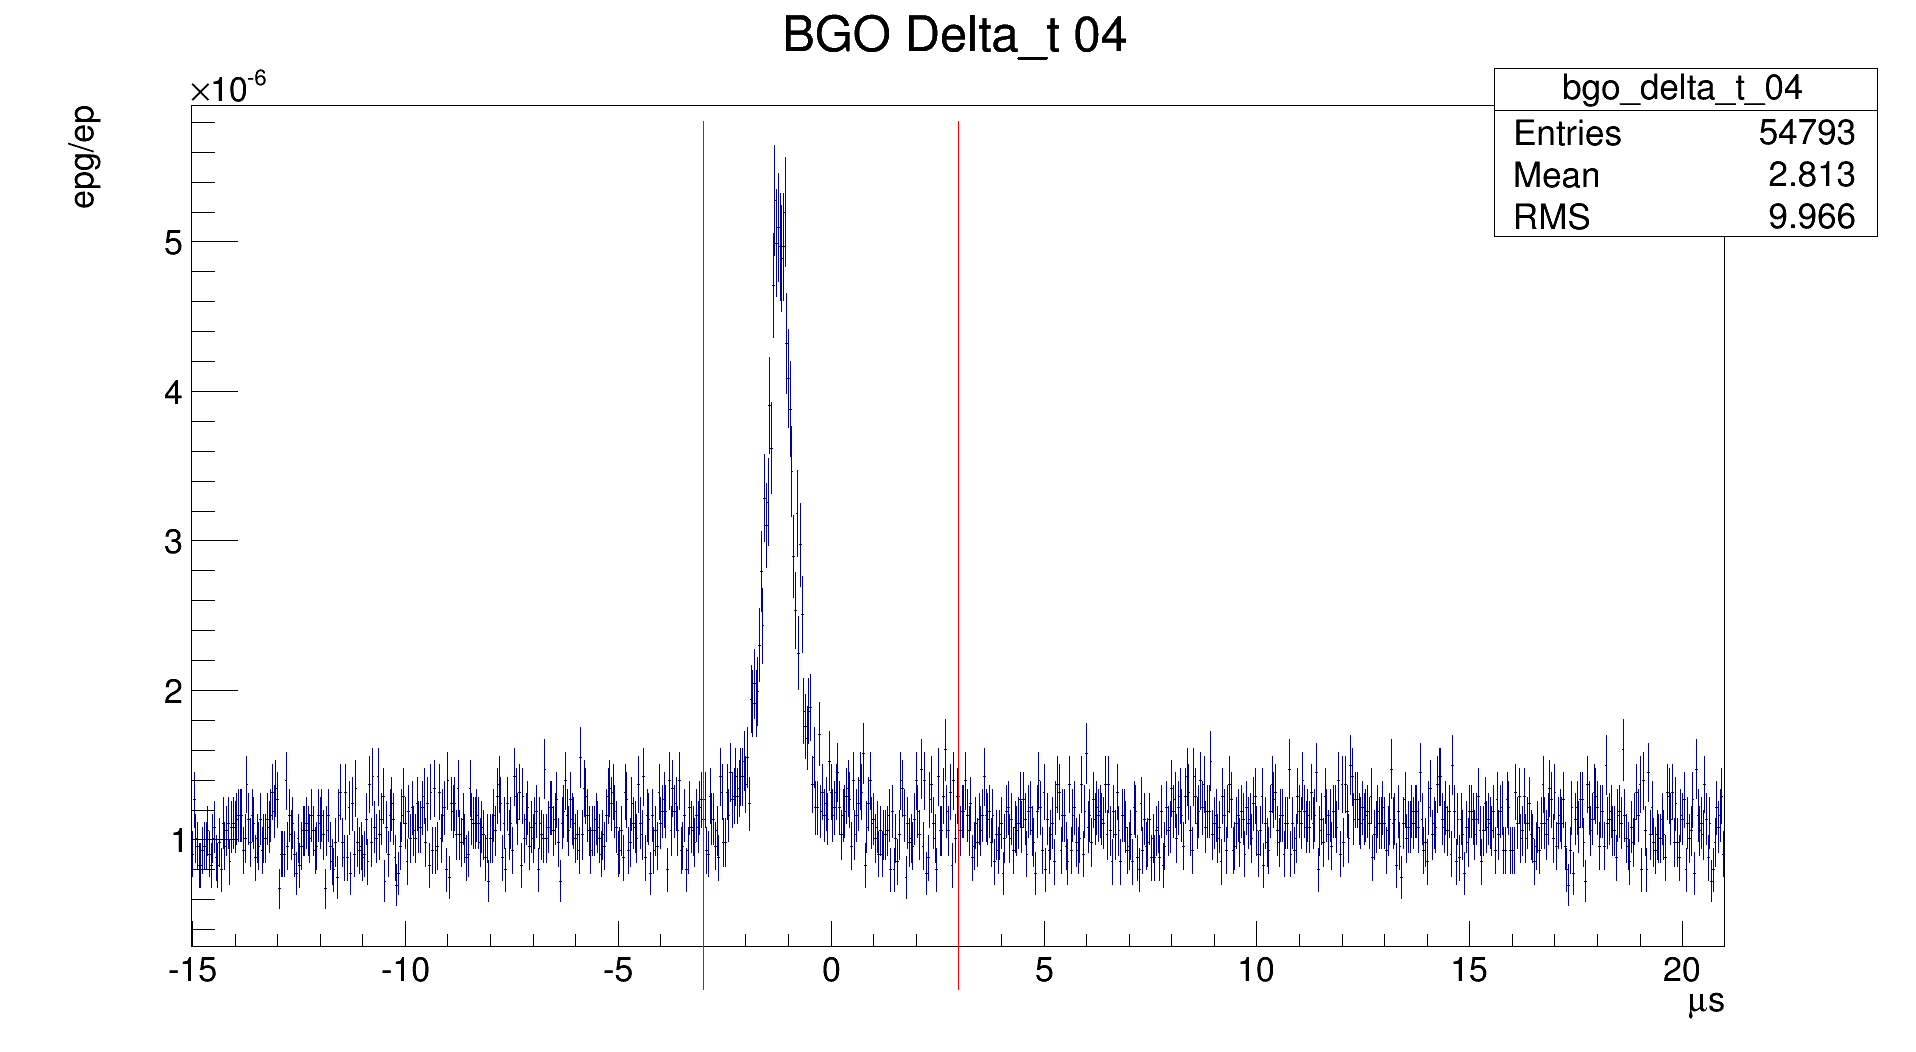 BGO Delta_t 04
×10-6
epg/ep
bgo_delta_t_04
Entries 54793
Mean 2.813
RMS 9.966
5
4
3
2
1
-15 -10 -5 0 5 10 15 20
μs